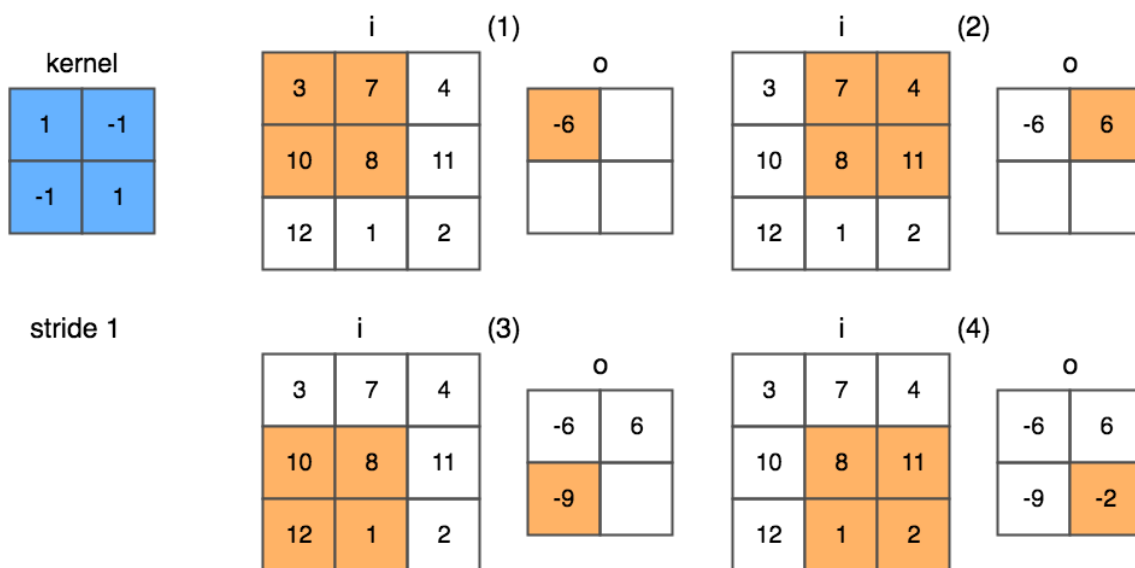 i (1) i (2)
kernel o o
3 7 4 7 4
1 -1 3 -6 -6 6
10 8 11 10 8 11
-1 1
12 1 2 12 1 2
stride 1 i (3) i (4)
o o
3 7 4 3 7 4
-6 6 -6 6
10 8 11 10 8 11
-9 -9 -2
12 1 2 12 1 2